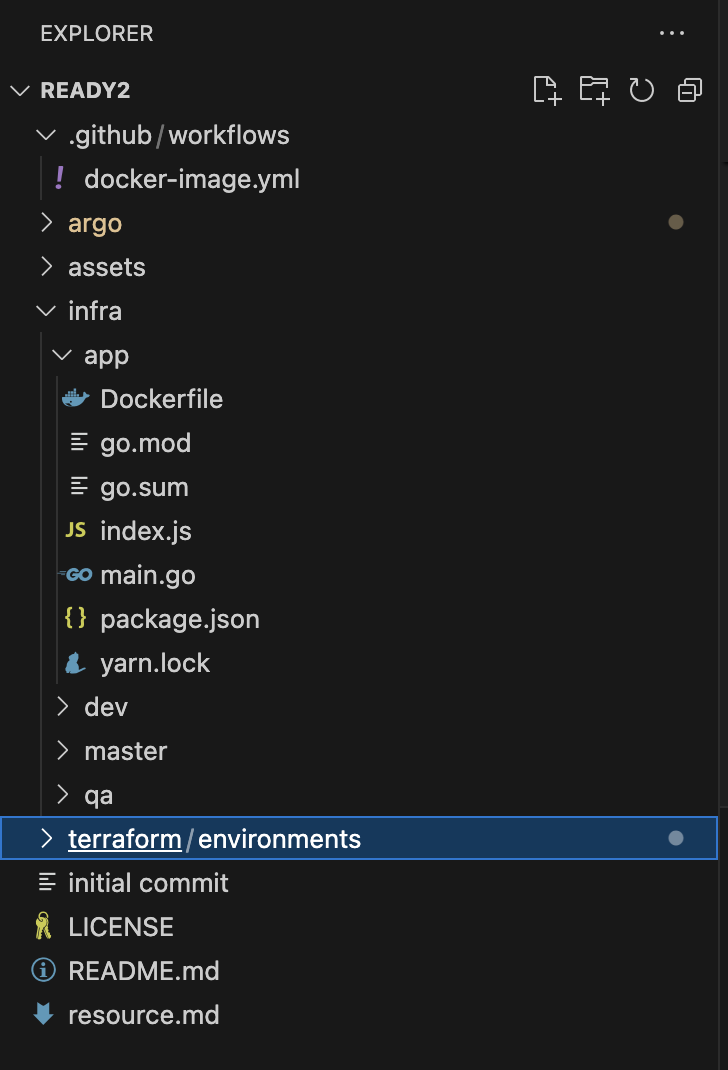 EXPLORER
READY2
.github/workflows
! docker-image.yml
argo
assets
infra
app
Dockerfile
go.mod
go.sum
JS index.js
GO main.go
{} package.json
yarn.lock
dev
master
qa
terraform/environments
initial commit
LICENSE
README.md
resource.md